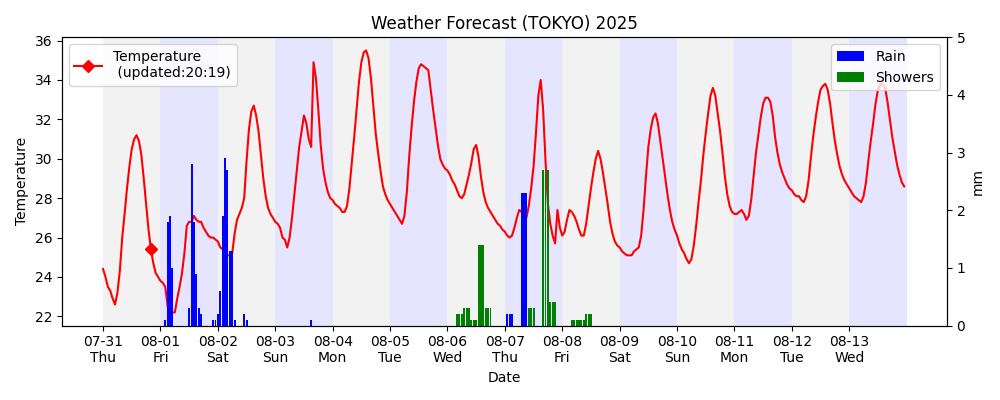 Weather Forecast (TOKYO) 2025
Temperature
(updated:20:19)
Rain
Showers
36
34
32
30
28
26
24
22
Temperature
5
4
3
2
1
0
mm
07-31 08-01 08-02 08-03 08-04 08-05 08-06 08-07 08-08 08-09 08-10 08-11 08-12 08-13
Thu Fri Sat Sun Mon Tue Wed Thu Fri Sat Sun Mon Tue Wed
Date